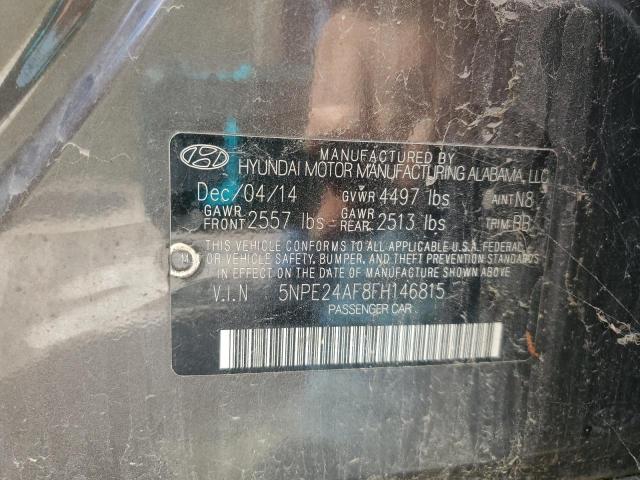 MANUFACTURED BY
HYUNDAI MOTOR MANUFACTURING ALABAMA, LLC
Dec/04/14 GVWR 4497 lbs AINT N8
GAWR FRONT 2557 lbs GAWR REAR 2513 lbs TRIM BB
THIS VEHICLE CONFORMS TO ALL APPLICABLE U.S.A. FEDERAL
MOTOR VEHICLE SAFETY, BUMPER, AND THEFT PREVENTION STANDARDS
IN EFFECT ON THE DATE OF MANUFACTURE SHOWN ABOVE.
V.I.N 5NPE24AF8FH146815
PASSENGER CAR